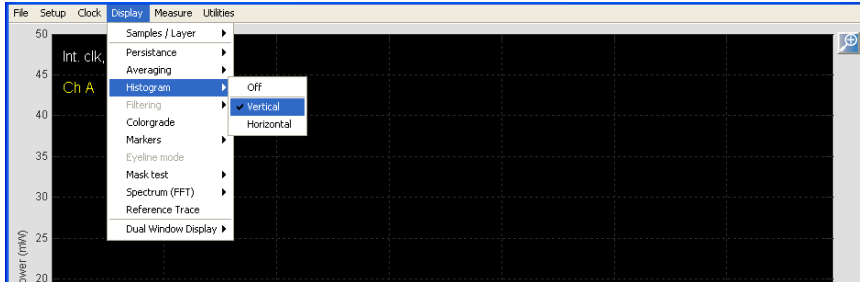 File Setup Clock Display Measure Utilities
50
Int. clk,
45
Ch A
40
35
30
25
20
Samples / Layer
Persistance
Averaging
Histogram
Filtering
Colorgrade
Markers
Eyeline mode
Mask test
Spectrum (FFT)
Reference Trace
Dual Window Display
Off
Vertical
Horizontal
(mW)